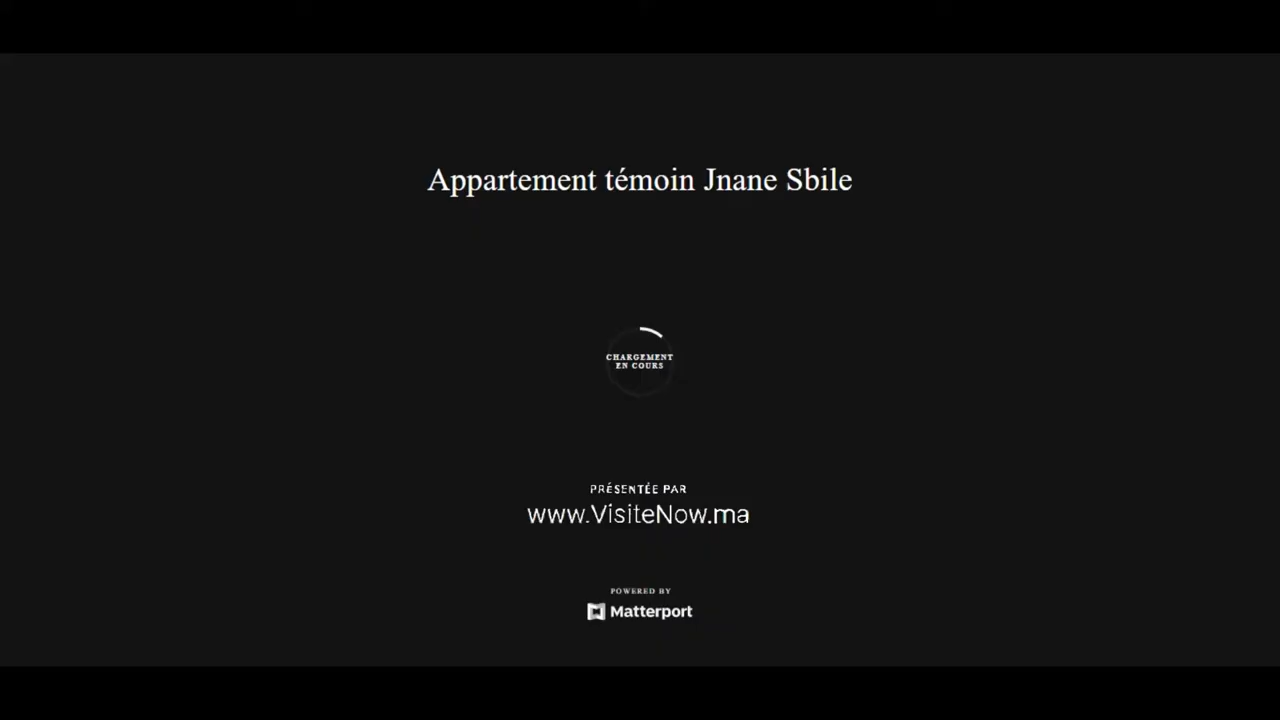 Appartement témoin Jnane Sbile
CHARGEMENT
EN COURS
PRÉSENTÉE PAR
www.VisiteNow.ma
POWERED BY
Matterport